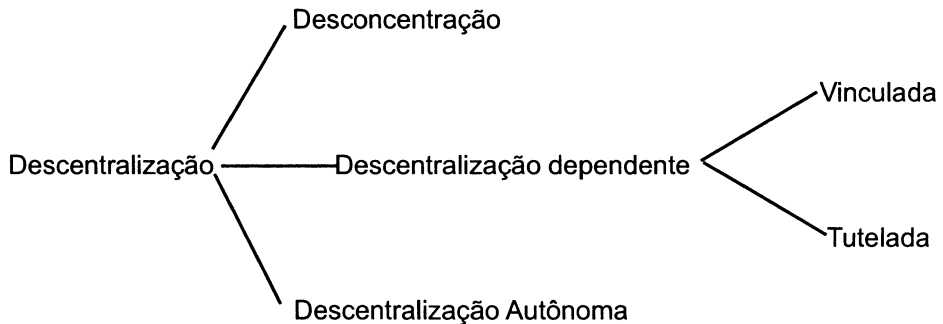 Desconcentração
Vinculada
Descentralização
Descentralização dependente
Tutelada
Descentralização Autônoma